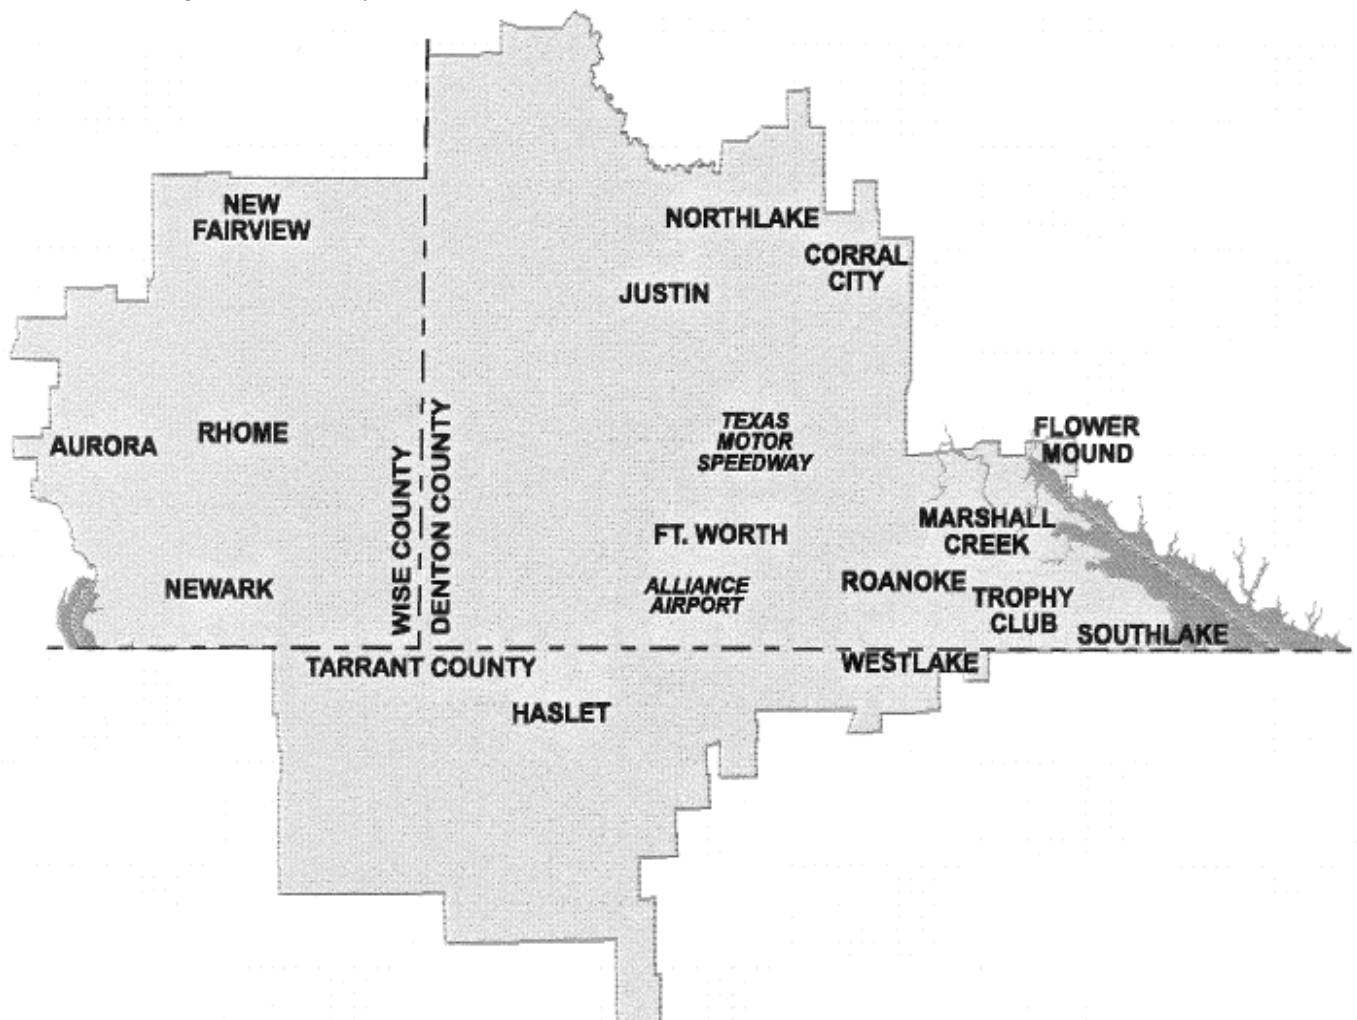 NEW
FAIRVIEW
NORTHLAKE
CORRAL
CITY
JUSTIN
AURORA
RHOME
TEXAS
MOTOR
SPEEDWAY
FLOWER
MOUND
WISE COUNTY
DENTON COUNTY
FT. WORTH
MARSHALL
CREEK
NEWARK
ALLIANCE
AIRPORT
ROANOKE
TROPHY
CLUB
SOUTHLAKE
TARRANT COUNTY
WESTLAKE
HASLET